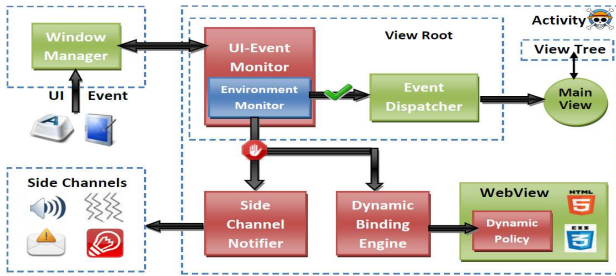 Activity
Window
Manager
UI Event
View Root
UI-Event
Monitor
Environment
Monitor
Event
Dispatcher
View Tree
Main
View
Side Channels
Side
Channel
Notifier
Dynamic
Binding
Engine
WebView
Dynamic
Policy
HTML
5
CSS
3
A